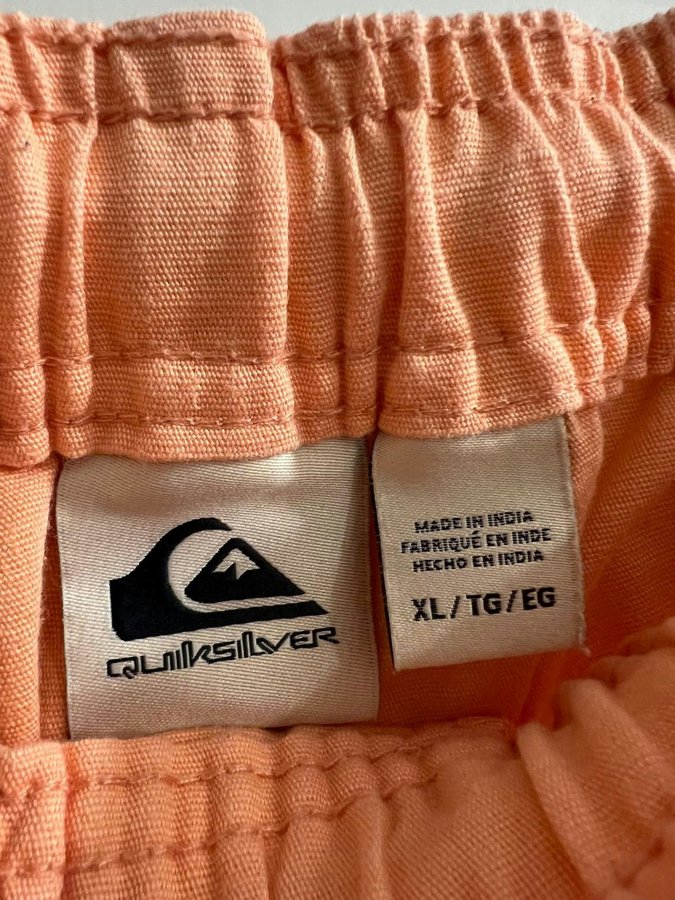 QUIKSILVER
MADE IN INDIA
FABRIQUÉ EN INDE
HECHO EN INDIA
XL/TG/EG